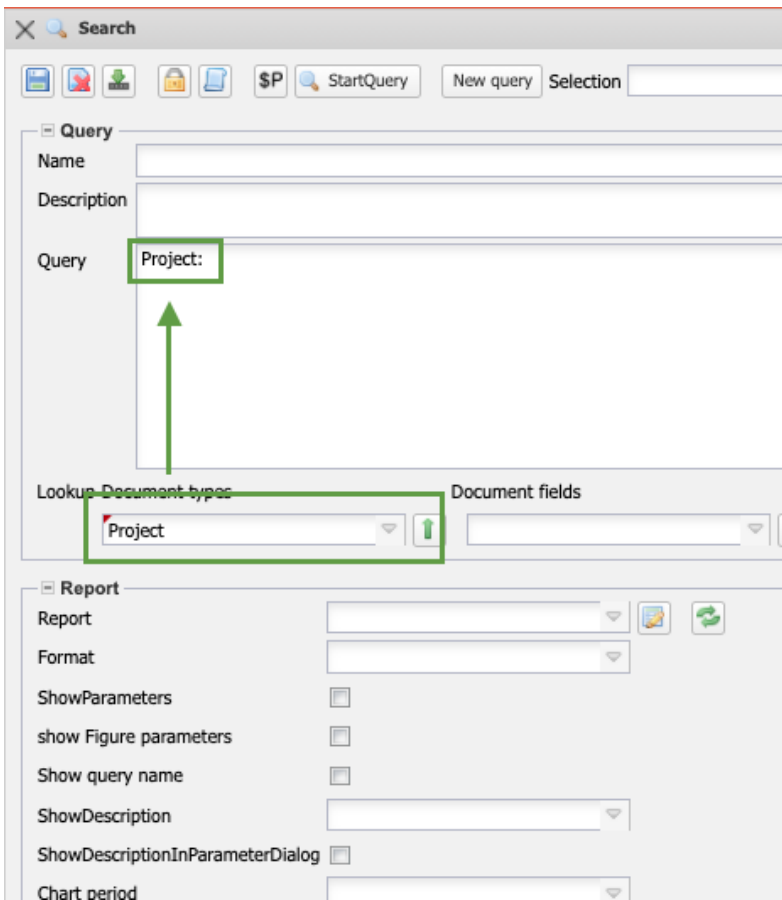 Search
$P StartQuery New query Selection
Query
Name
Description
Query Project:
Lookup Document types Document fields
Project
Report
Report
Format
ShowParameters
show Figure parameters
Show query name
ShowDescription
ShowDescriptionInParameterDialog
Chart period